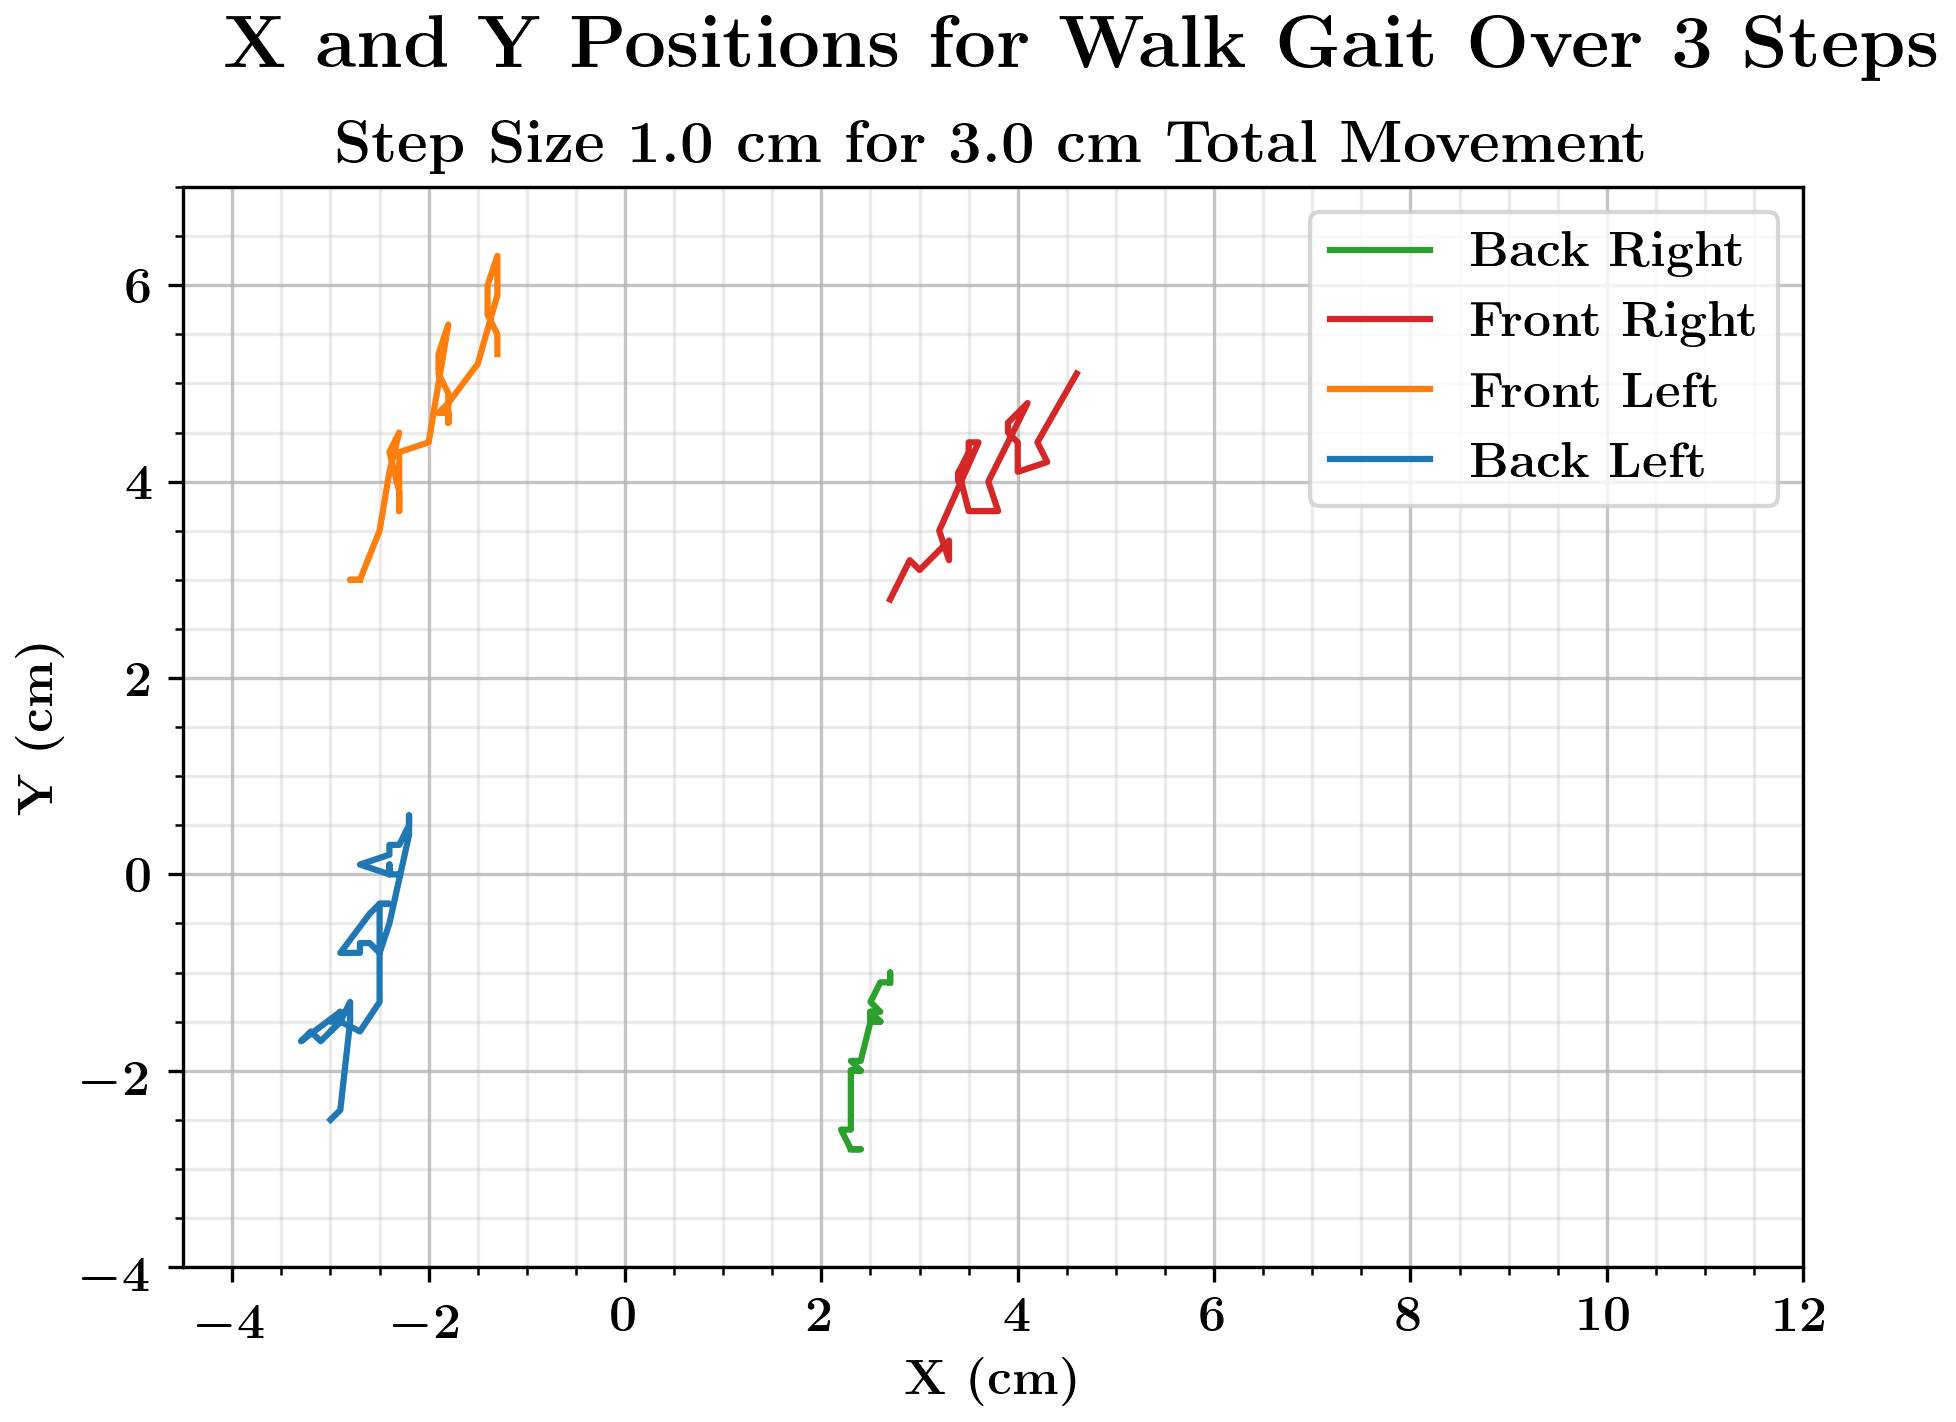 X and Y Positions for Walk Gait Over 3 Steps
Step Size 1.0 cm for 3.0 cm Total Movement
Back Right
Front Right
Front Left
Back Left
6
4
2
0
−2
−4
Y (cm)
−4 −2 0 2 4 6 8 10 12
X (cm)